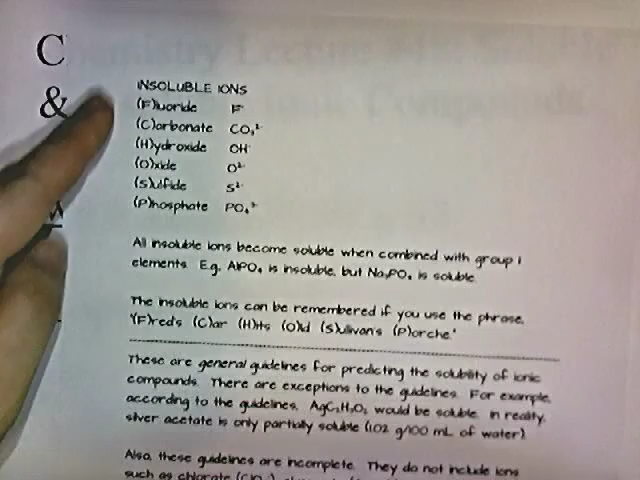 C
&
INSOLUBLE IONS
(F)luoride F⁻
(C)arbonate CO₃²⁻
(H)ydroxide OH⁻
(O)xide O²⁻
(S)ulfide S²⁻
(P)hosphate PO₄³⁻
All insoluble ions become soluble when combined with group 1
elements. E.g. AlPO₄ is insoluble, but Na₃PO₄ is soluble.
The insoluble ions can be remembered if you use the phrase,
"(F)red's (C)ar (H)its (O)ld (S)ullivan's (P)orche."
These are general guidelines for predicting the solubility of ionic
compounds. There are exceptions to the guidelines. For example,
according to the guidelines, AgC₂H₃O₂ would be soluble. In reality,
silver acetate is only partially soluble (1.02 g/100 mL of water).
Also, these guidelines are incomplete. They do not include ions
such as chlorate